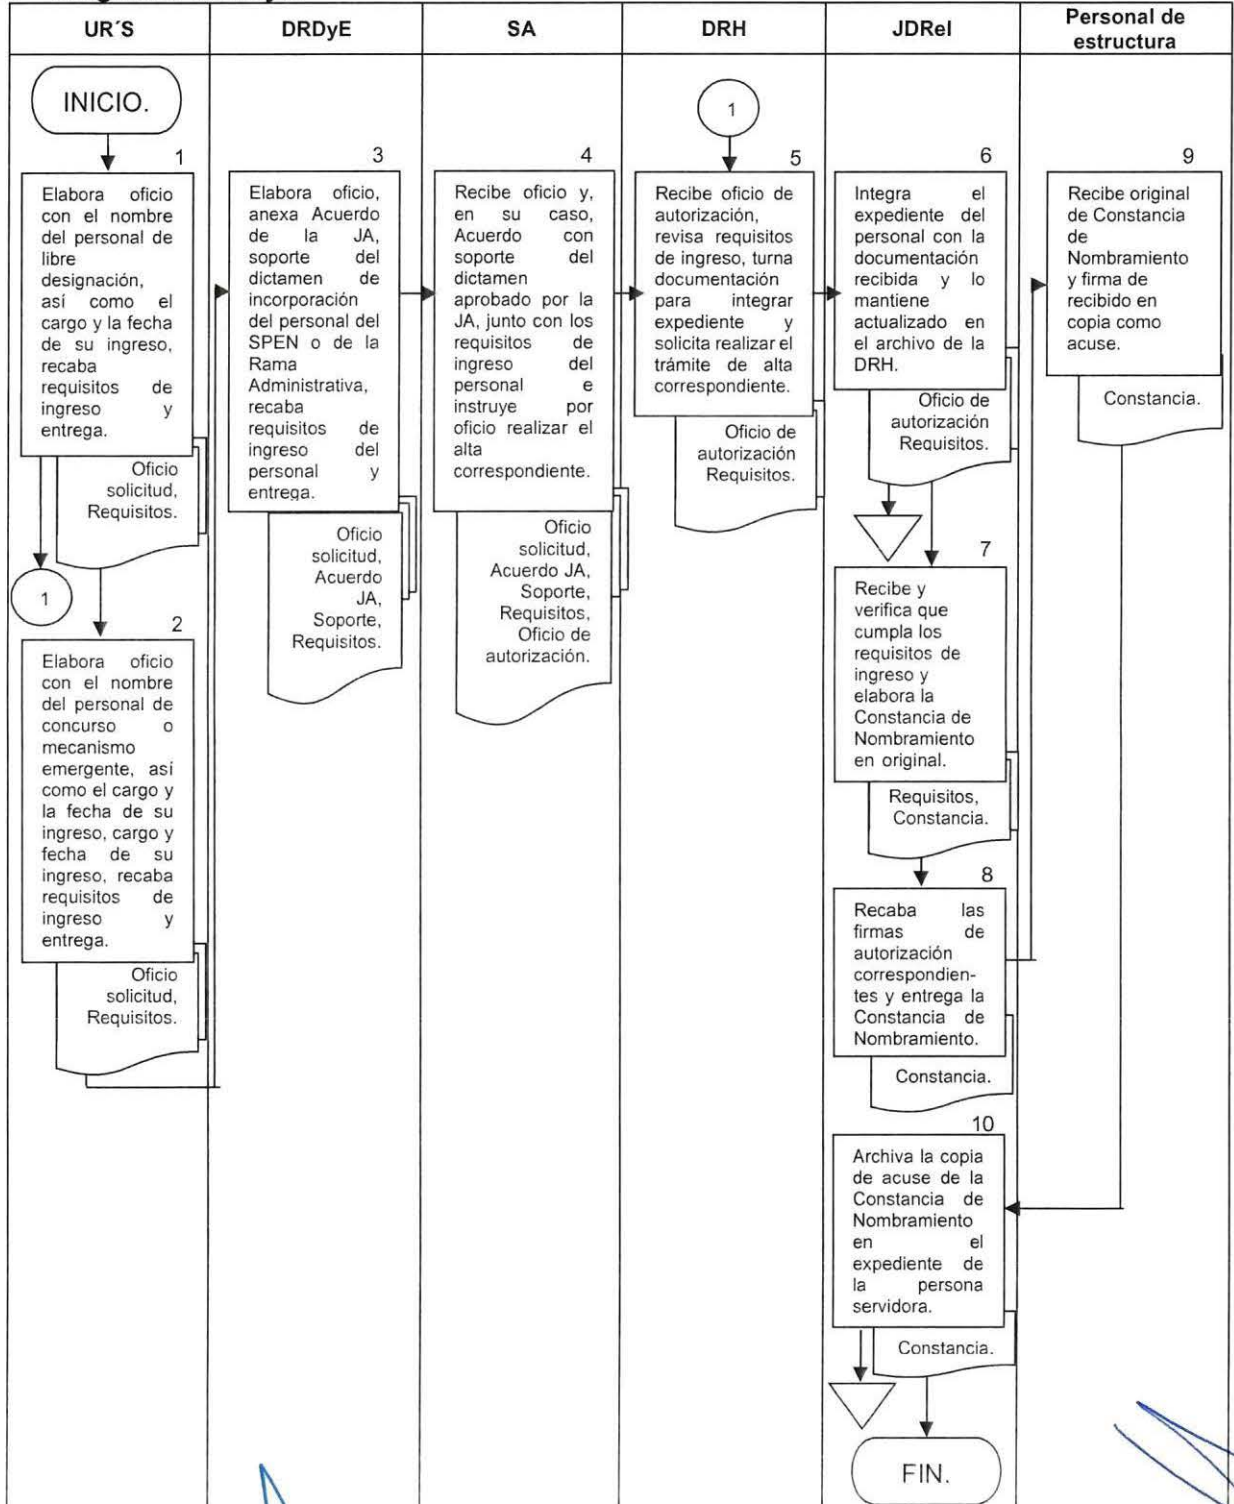 UR´S
DRDyE
SA
DRH
JDRel
Personal de
estructura
INICIO.
1
Elabora oficio
con el nombre
del personal de
libre
designación,
así como el
cargo y la fecha
de su ingreso,
recaba
requisitos de
ingreso y
entrega.
Oficio
solicitud,
Requisitos.
1
2
Elabora oficio
con el nombre
del personal de
concurso o
mecanismo
emergente, así
como el cargo y
la fecha de su
ingreso, cargo y
fecha de su
ingreso, recaba
requisitos de
ingreso y
entrega.
Oficio
solicitud,
Requisitos.
3
Elabora oficio,
anexa Acuerdo
de la JA,
soporte del
dictamen de
incorporación
del personal del
SPEN o de la
Rama
Administrativa,
recaba
requisitos de
ingreso del
personal y
entrega.
Oficio
solicitud,
Acuerdo
JA,
Soporte,
Requisitos.
4
Recibe oficio y,
en su caso,
Acuerdo con
soporte del
dictamen
aprobado por la
JA, junto con los
requisitos de
ingreso del
personal e
instruye por
oficio realizar el
alta
correspondiente.
Oficio
solicitud,
Acuerdo JA,
Soporte,
Requisitos,
Oficio de
autorización.
1
5
Recibe oficio de
autorización,
revisa requisitos
de ingreso, turna
documentación
para integrar
expediente y
solicita realizar el
trámite de alta
correspondiente.
Oficio de
autorización
Requisitos.
6
Integra el
expediente del
personal con la
documentación
recibida y lo
mantiene
actualizado en
el archivo de la
DRH.
Oficio de
autorización
Requisitos.
7
Recibe y
verifica que
cumpla los
requisitos de
ingreso y
elabora la
Constancia de
Nombramiento
en original.
Requisitos,
Constancia.
8
Recaba las
firmas de
autorización
correspondien-
tes y entrega la
Constancia de
Nombramiento.
Constancia.
9
Recibe original
de Constancia
de
Nombramiento
y firma de
recibido en
copia como
acuse.
Constancia.
10
Archiva la copia
de acuse de la
Constancia de
Nombramiento
en el
expediente de
la persona
servidora.
Constancia.
FIN.